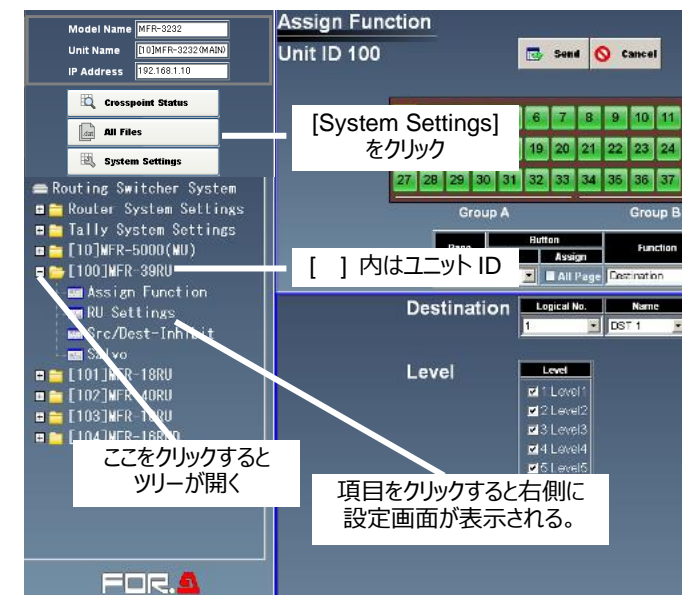 Model Name MFR-3232
Unit Name [10]MFR-3232(MAIN)
IP Address 192.168.1.10
Crosspoint Status
All Files
System Settings
Routing Switcher System
Router System Settings
Tally System Settings
[10]MFR-5000(MU)
[100]MFR-39RU
Assign Function
RU Settings
Src/Dest-Inhibit
Salvo
[101]MFR-18RU
[102]MFR-40RU
[103]MFR-
[104]MFR-16
ここをクリックすると
ツリーが開く
FOR.A
Assign Function
Unit ID 100
Send Cancel
[System Settings]
をクリック
6 7 8 9 10 11
19 20 21 22 23 24
27 28 29 30 31 32 33 34 35 36 37
Group A Group B
Button
Assign Function
All Page Destination
[ ] 内はユニット ID
Destination
Logical No. Name
1 DST 1
Level
Level
1 Level1
2 Level2
3 Level3
4 Level4
5 Level5
項目をクリックすると右側に
設定画面が表示される。